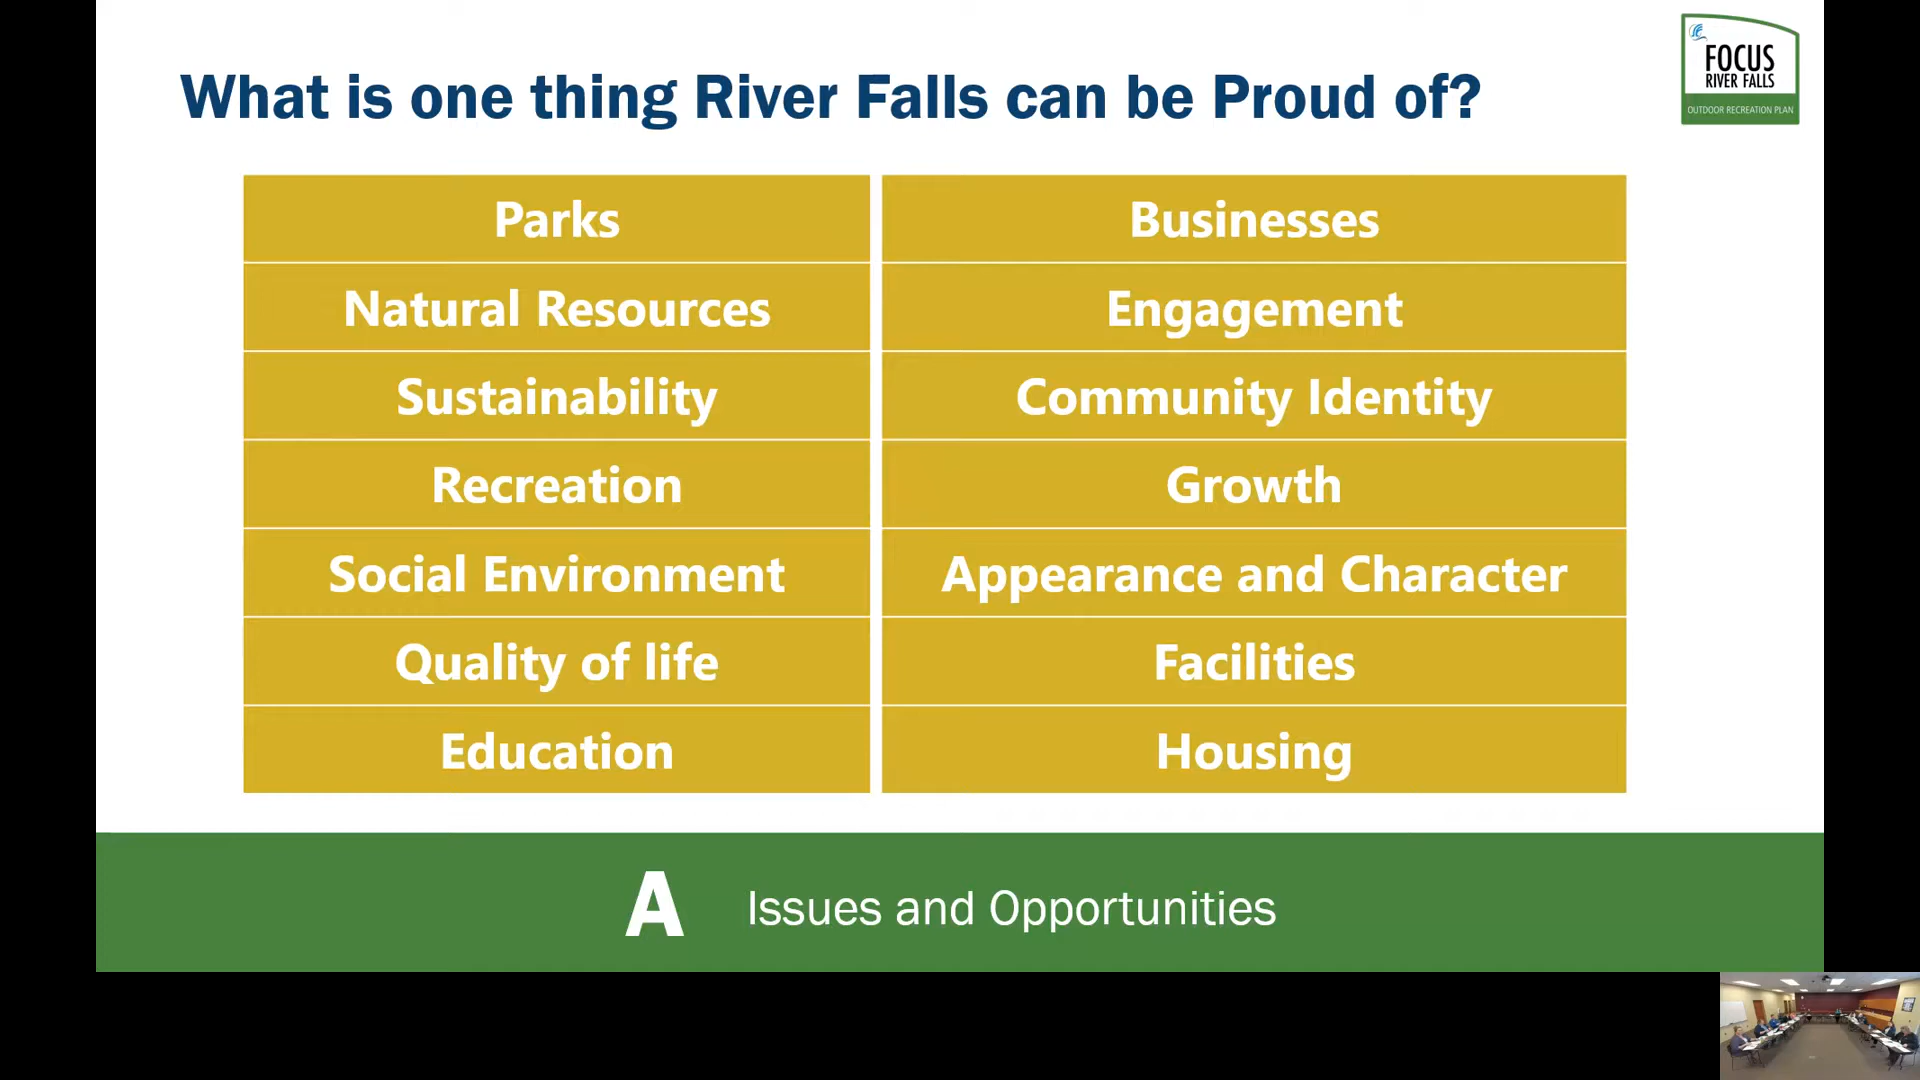 What is one thing River Falls can be Proud of?
FOCUS
RIVER FALLS
OUTDOOR RECREATION PLAN
Parks
Businesses
Natural Resources
Engagement
Sustainability
Community Identity
Recreation
Growth
Social Environment
Appearance and Character
Quality of life
Facilities
Education
Housing
A Issues and Opportunities